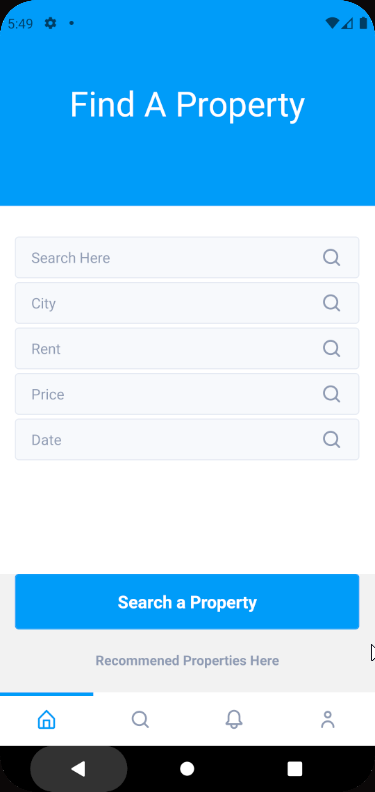 5:49
Find A Property
Search Here
City
Rent
Price
Date
Search a Property
Recommened Properties Here